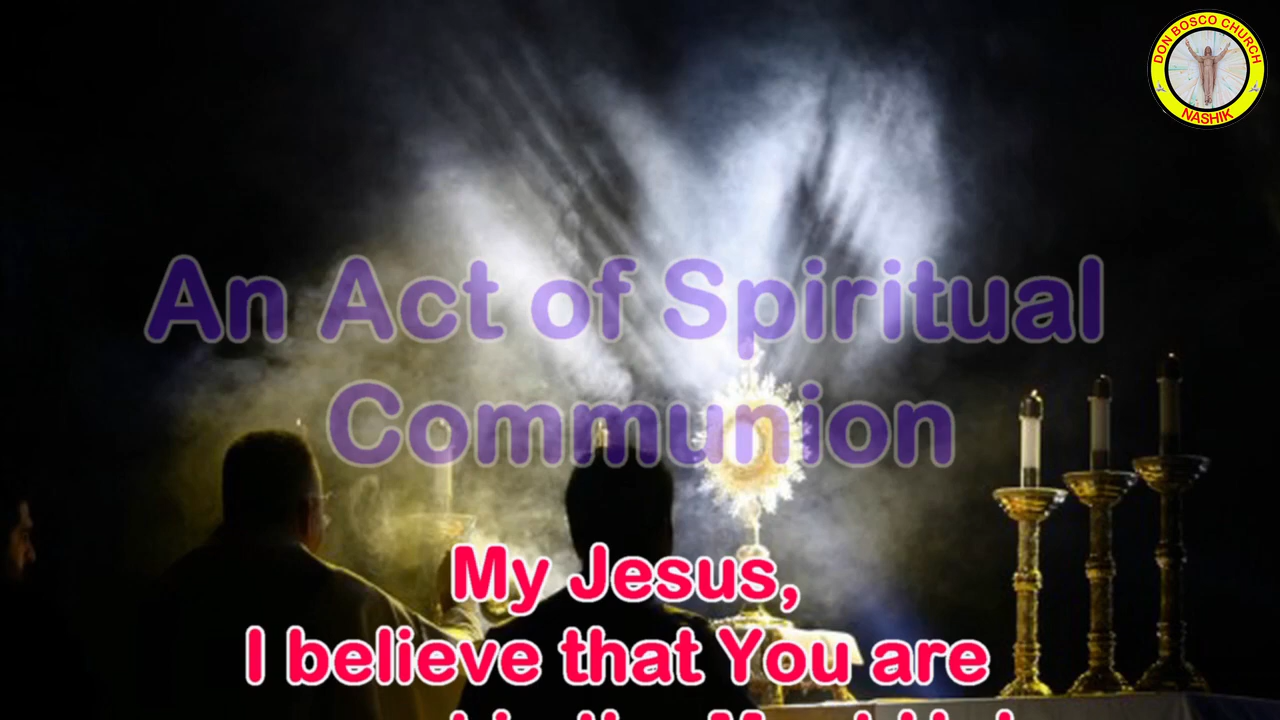 DON BOSCO CHURCH
NASHIK
An Act of Spiritual
Communion
My Jesus,
I believe that You are